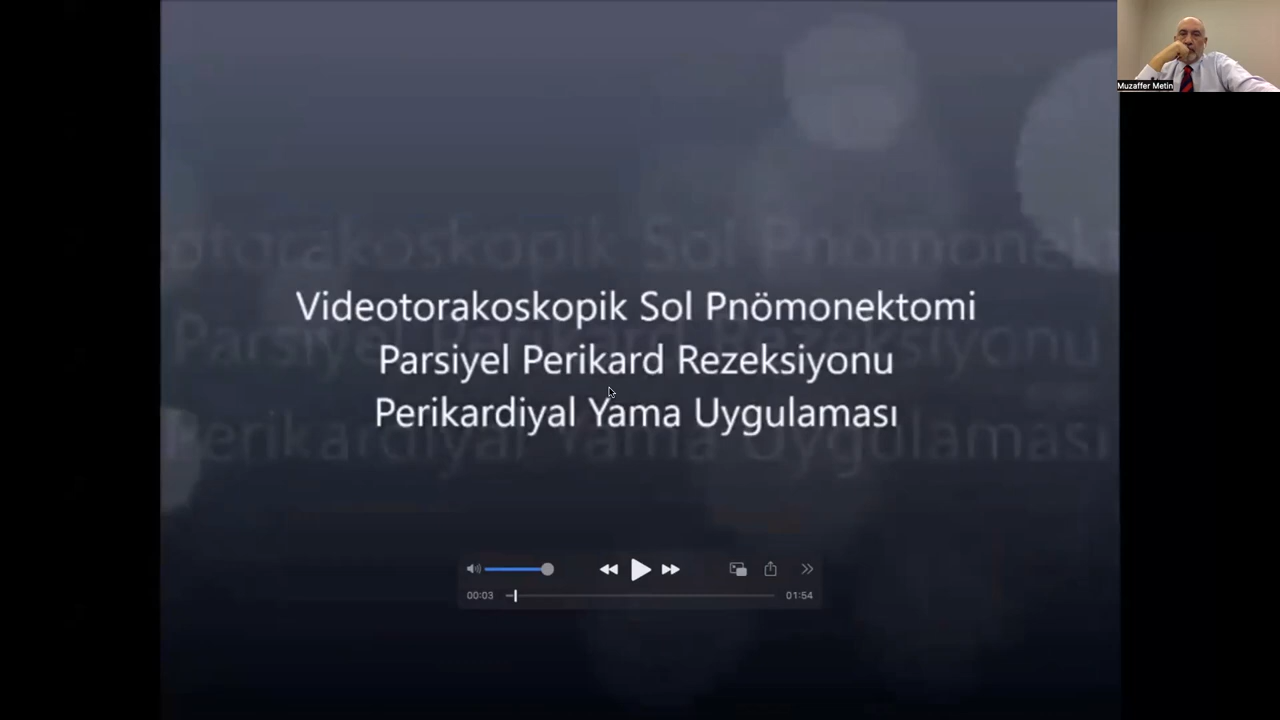 Muzaffer Metin
Videotorakoskopik Sol Pnömonektomi
Parsiyel Perikard Rezeksiyonu
Perikardiyal Yama Uygulaması
00:03
01:54